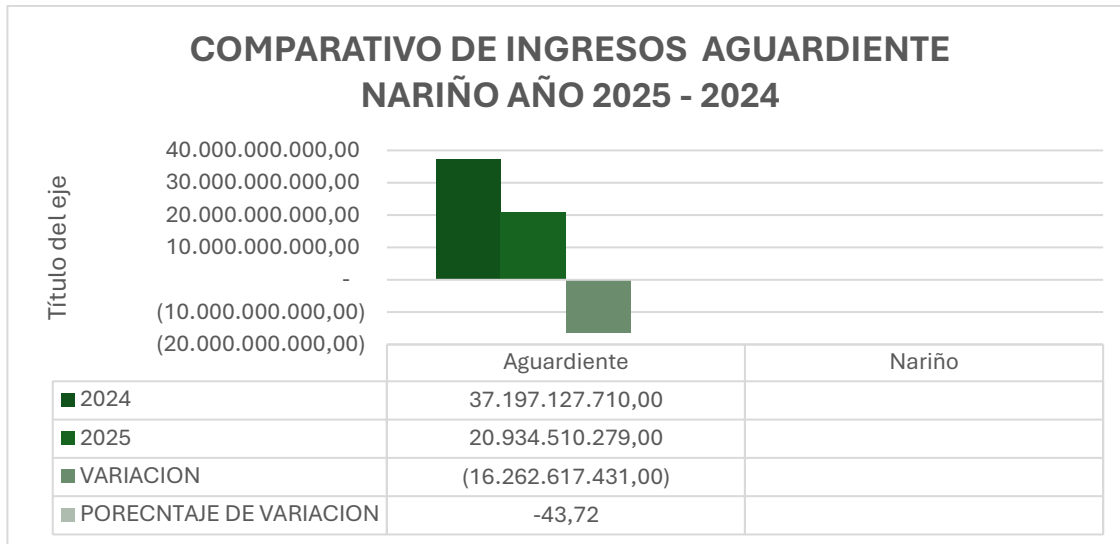 COMPARATIVO DE INGRESOS AGUARDIENTE
NARIÑO AÑO 2025 - 2024
Título del eje
40.000.000.000,00
30.000.000.000,00
20.000.000.000,00
10.000.000.000,00
-
(10.000.000.000,00)
(20.000.000.000,00)
Aguardiente Nariño
2024 37.197.127.710,00
2025 20.934.510.279,00
VARIACION (16.262.617.431,00)
PORECNTAJE DE VARIACION -43,72